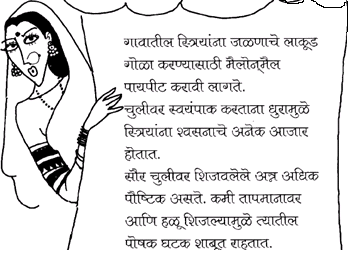 गावातील स्त्रियांना जळणाचे लाकूड
गोळा करण्यासाठी मैलोन्‌मैल
पायपीट करावी लागते.
चुलीवर स्वयंपाक करताना धुरामुळे
स्त्रियांना श्वसनाचे अनेक आजार
होतात.
सौर चुलीवर शिजवलेले अन्न अधिक
पौष्टिक असते. कमी तापमानावर
आणि हळू शिजल्यामुळे त्यातील
पोषक घटक शाबूत राहतात.